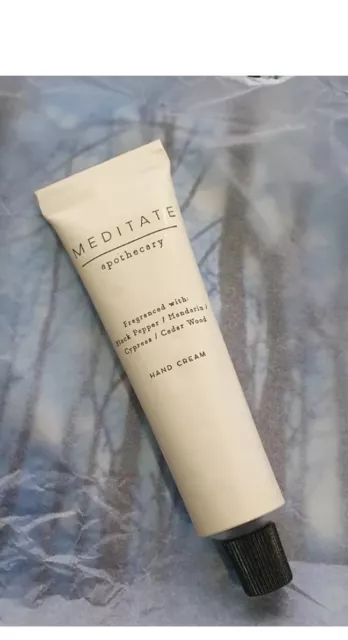 MEDITATE
apothecary
Fragranced with:
Black Pepper / Mandarin /
Cypress / Cedar Wood
HAND CREAM